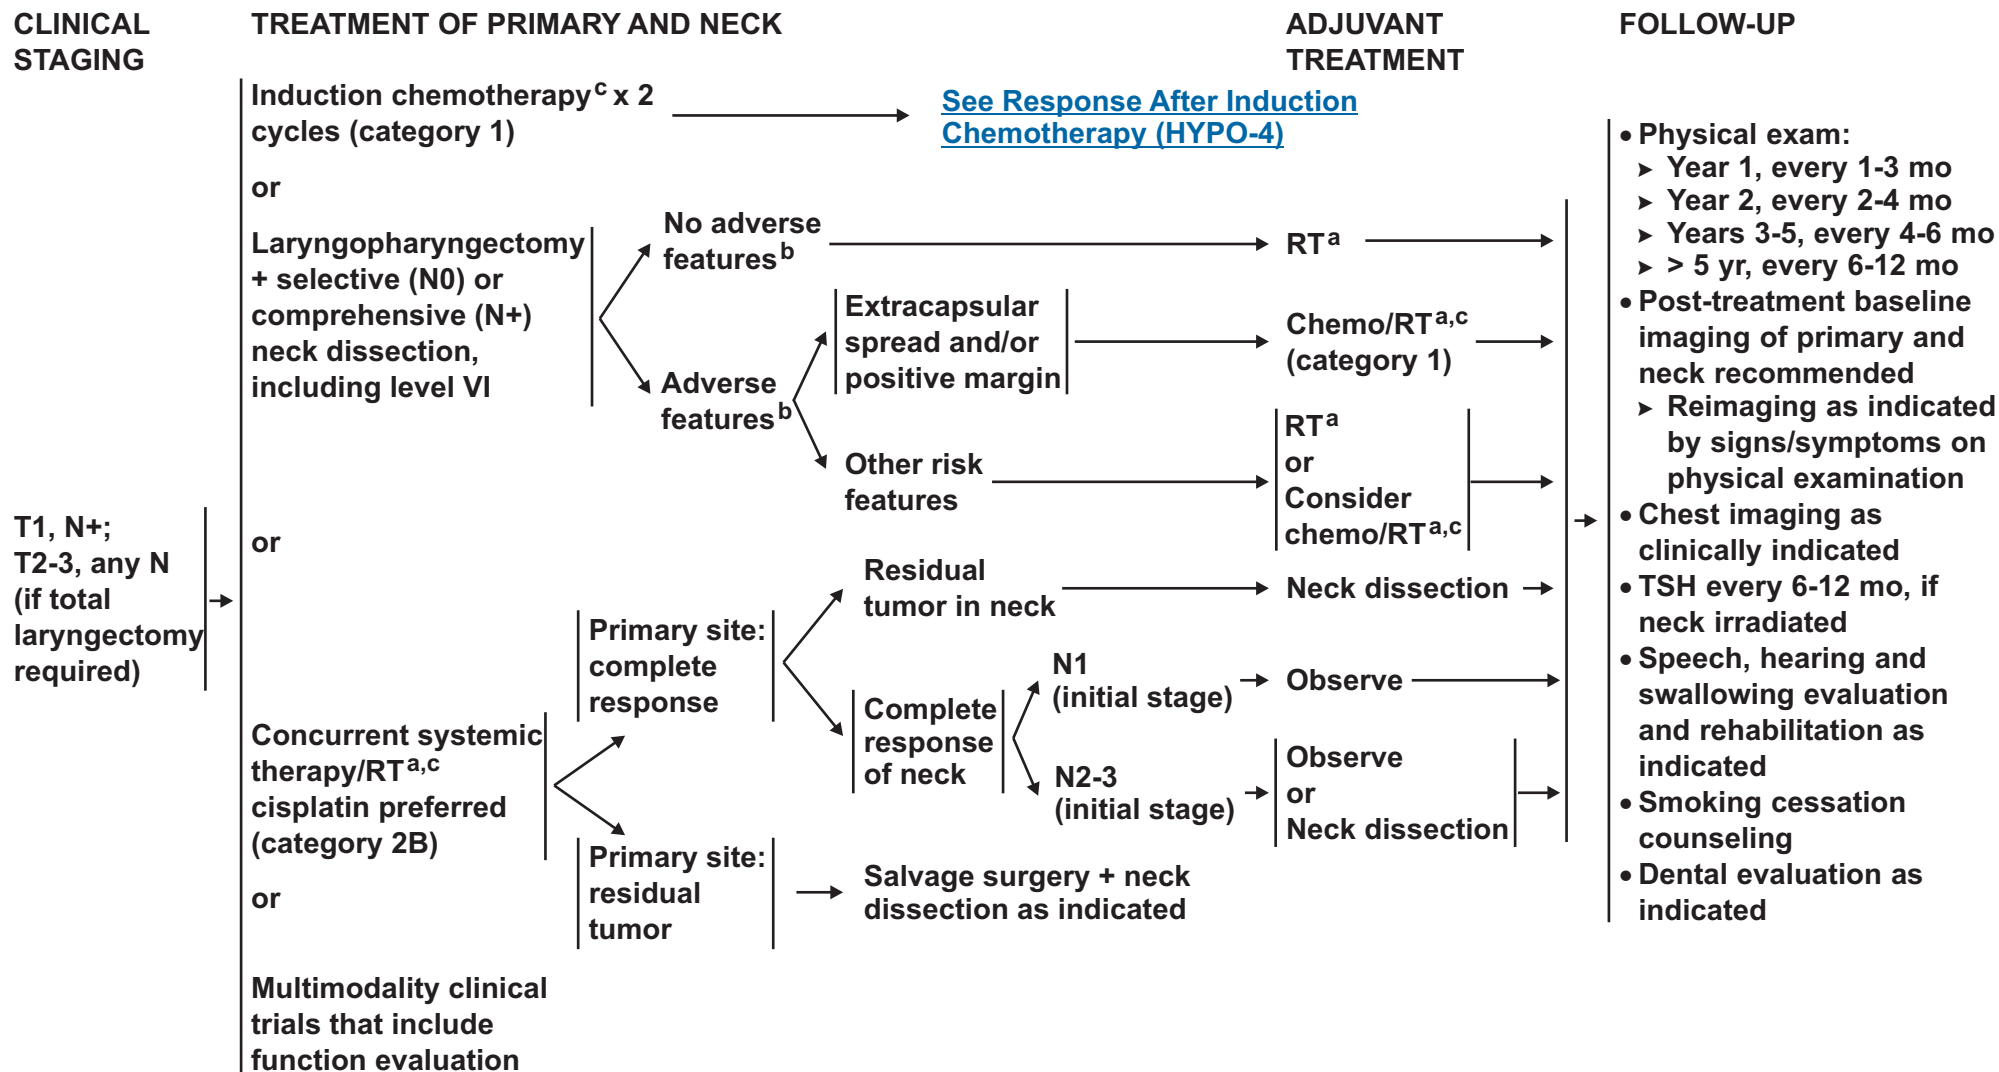 CLINICAL
STAGING
TREATMENT OF PRIMARY AND NECK
ADJUVANT
TREATMENT
FOLLOW-UP
T1, N+;
T2-3, any N
(if total
laryngectomy
required)
Induction chemotherapy c x 2
cycles (category 1)
See Response After Induction
Chemotherapy (HYPO-4)
or
Laryngopharyngectomy
+ selective (N0) or
comprehensive (N+)
neck dissection,
including level VI
No adverse
features b
RT a
Adverse
features b
Extracapsular
spread and/or
positive margin
Chemo/RT a,c
(category 1)
Other risk
features
RT a
or
Consider
chemo/RT a,c
or
Concurrent systemic
therapy/RT a,c
cisplatin preferred
(category 2B)
Primary site:
complete
response
Residual
tumor in neck
Neck dissection
Complete
response
of neck
N1
(initial stage)
Observe
N2-3
(initial stage)
Observe
or
Neck dissection
Primary site:
residual
tumor
Salvage surgery + neck
dissection as indicated
or
Multimodality clinical
trials that include
function evaluation
• Physical exam:
➤ Year 1, every 1-3 mo
➤ Year 2, every 2-4 mo
➤ Years 3-5, every 4-6 mo
➤ > 5 yr, every 6-12 mo
• Post-treatment baseline
imaging of primary and
neck recommended
➤ Reimaging as indicated
by signs/symptoms on
physical examination
• Chest imaging as
clinically indicated
• TSH every 6-12 mo, if
neck irradiated
• Speech, hearing and
swallowing evaluation
and rehabilitation as
indicated
• Smoking cessation
counseling
• Dental evaluation as
indicated